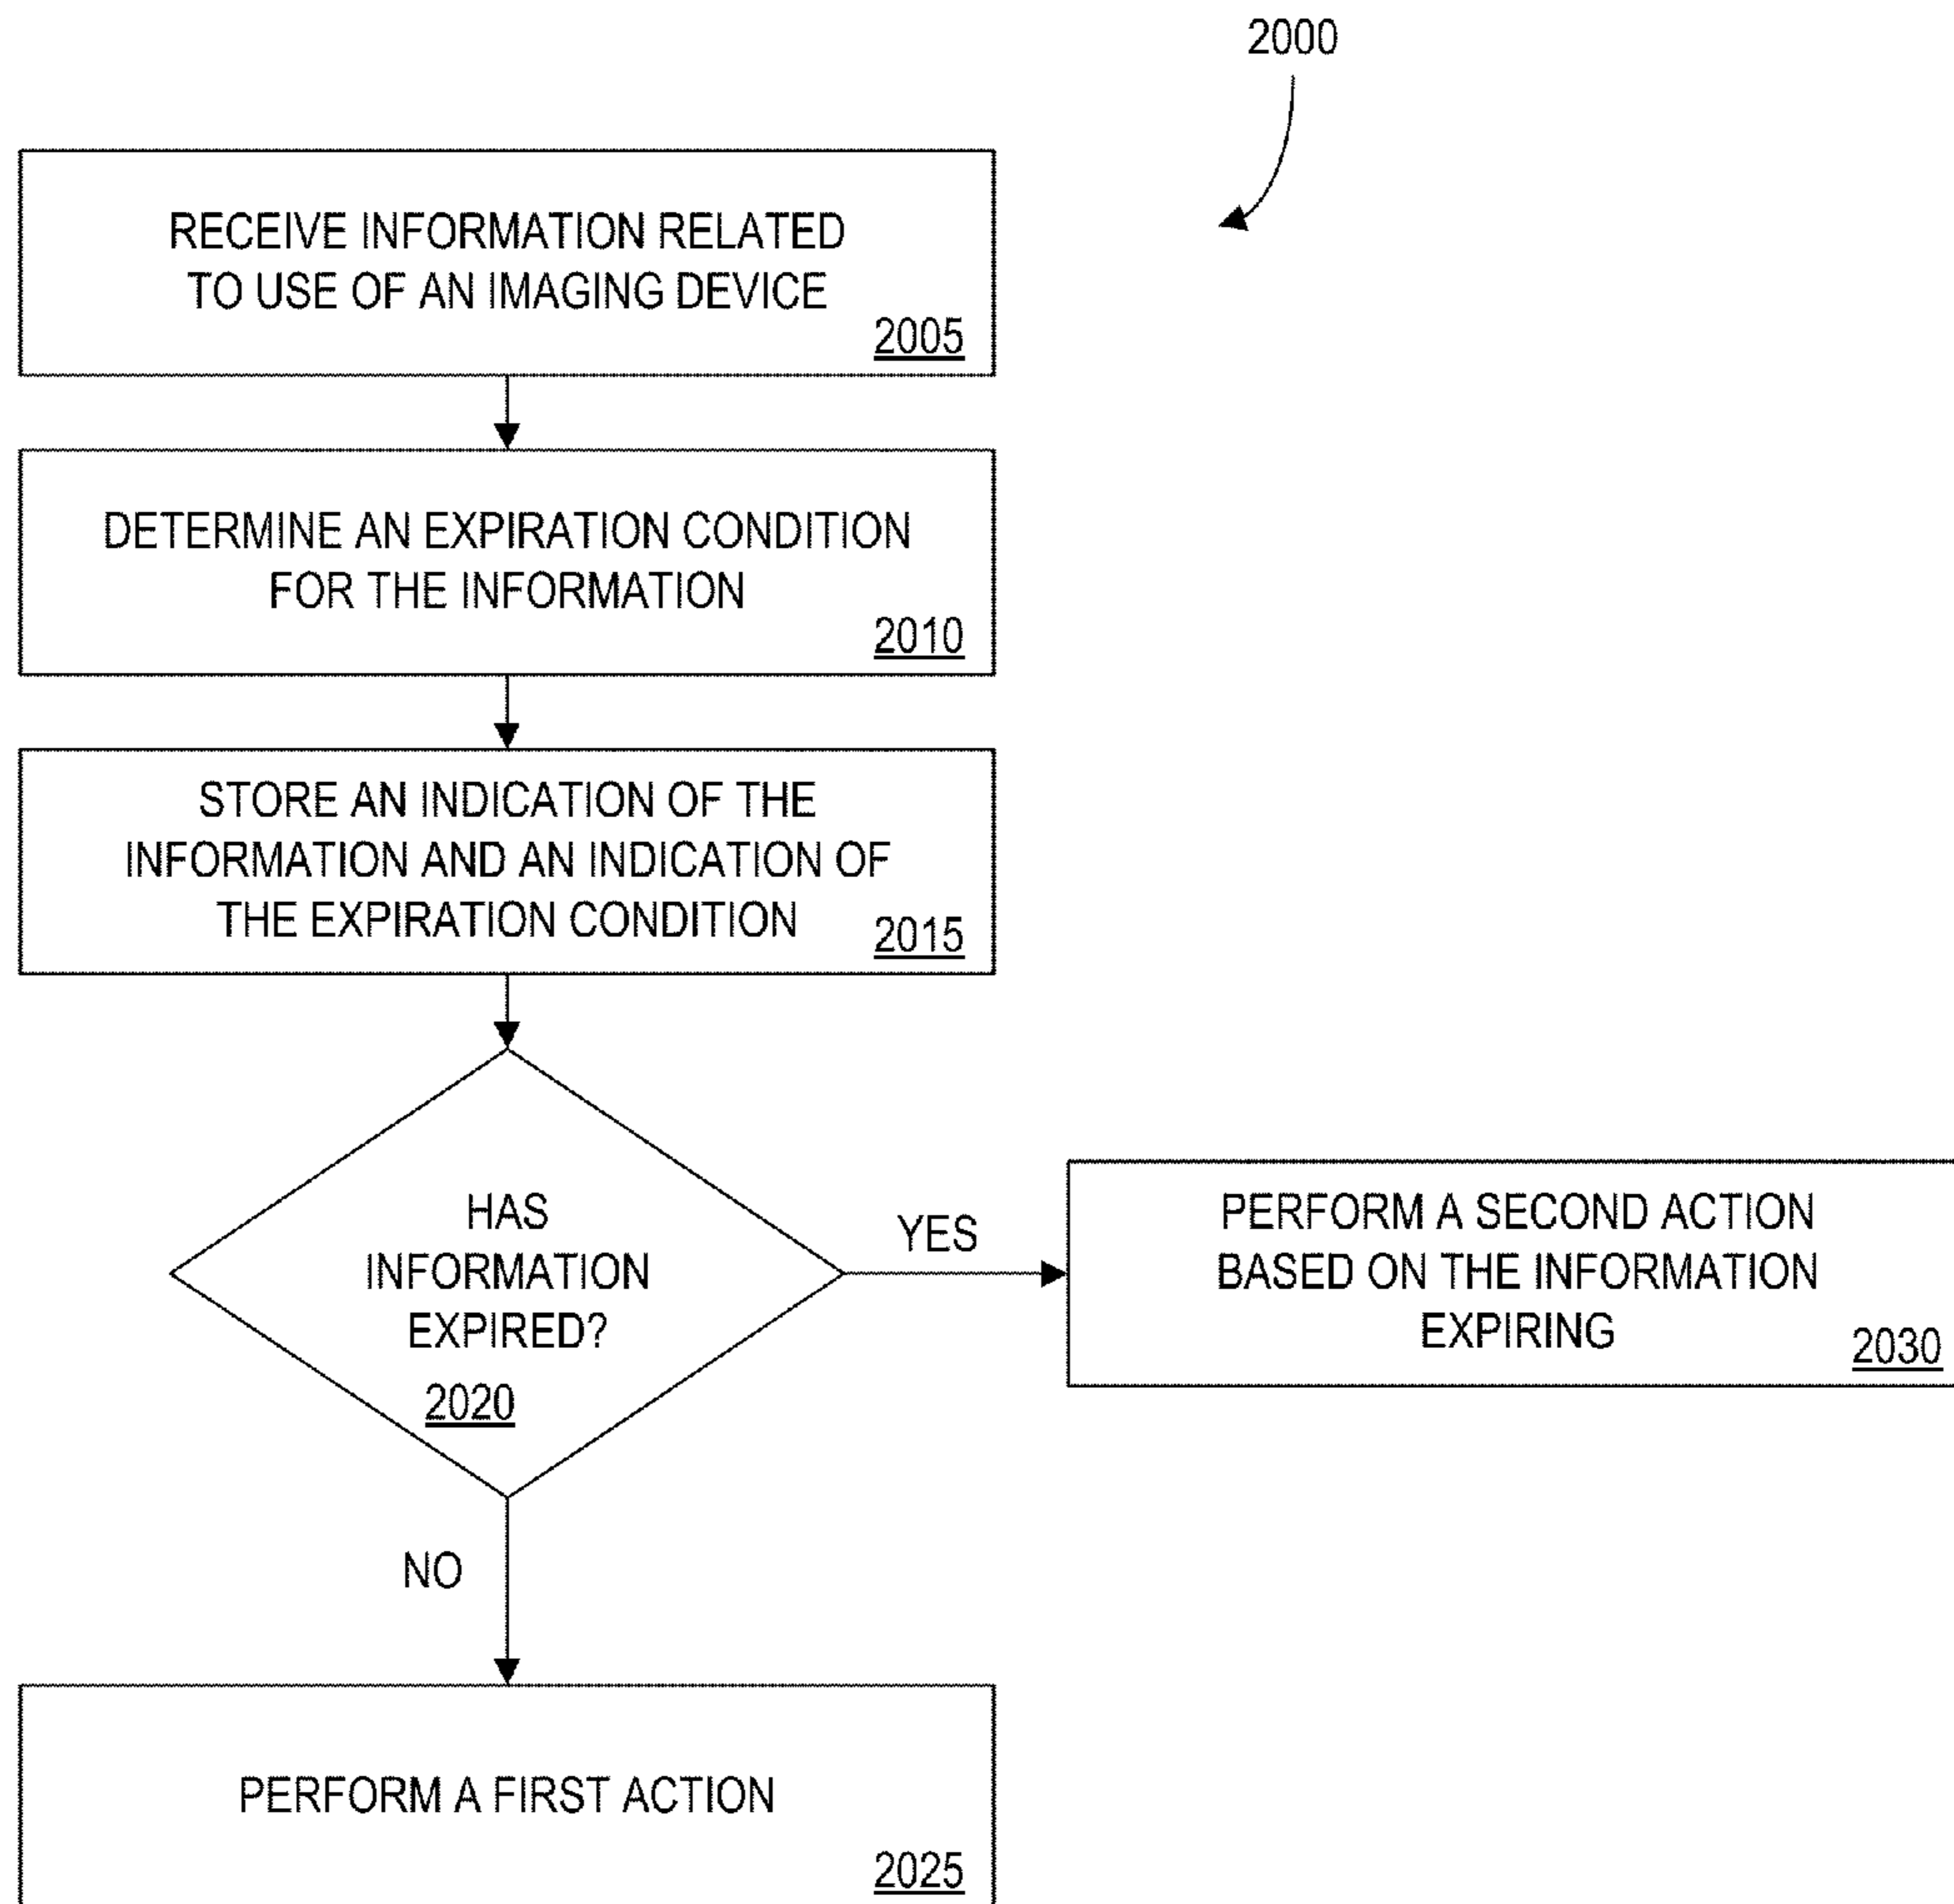 2000
RECEIVE INFORMATION RELATED
TO USE OF AN IMAGING DEVICE
2005
DETERMINE AN EXPIRATION CONDITION
FOR THE INFORMATION
2010
STORE AN INDICATION OF THE
INFORMATION AND AN INDICATION OF
THE EXPIRATION CONDITION
2015
HAS
INFORMATION
EXPIRED?
2020
YES
PERFORM A SECOND ACTION
BASED ON THE INFORMATION
EXPIRING
2030
NO
PERFORM A FIRST ACTION
2025